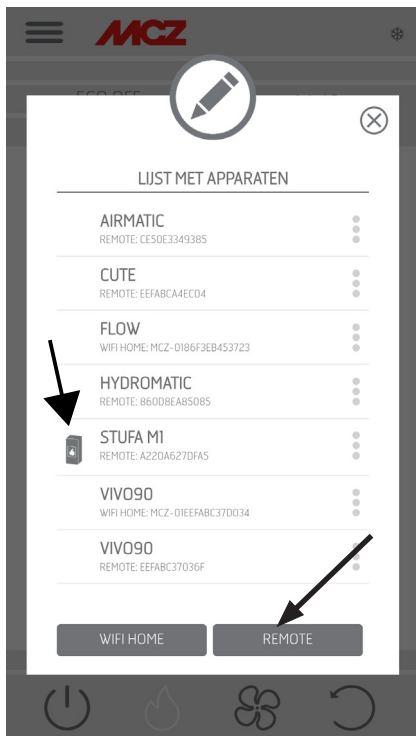 MCZ
LIJST MET APPARATEN
AIRMATIC
REMOTE: CE50E3349385
CUTE
REMOTE: EEFABCA4EC04
FLOW
WIFI HOME: MCZ-0186F3EB453723
HYDROMATIC
REMOTE: 860D8EA85085
STUFA M1
REMOTE: A220A627DFA5
VIVO90
WIFI HOME: MCZ-01EEFABC37D034
VIVO90
REMOTE: EEFABC37036F
WIFI HOME REMOTE